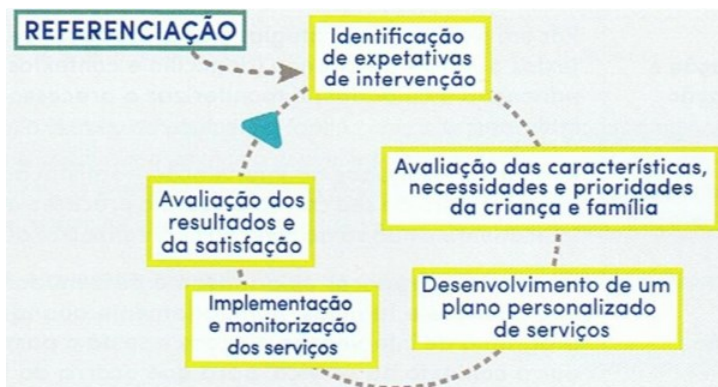 REFERENCIAÇÃO
Identificação
de expetativas
de intervenção
Avaliação das características,
necessidades e prioridades
da criança e família
Desenvolvimento de um
plano personalizado
de serviços
Implementação
e monitorização
dos serviços
Avaliação dos
resultados e
da satisfação